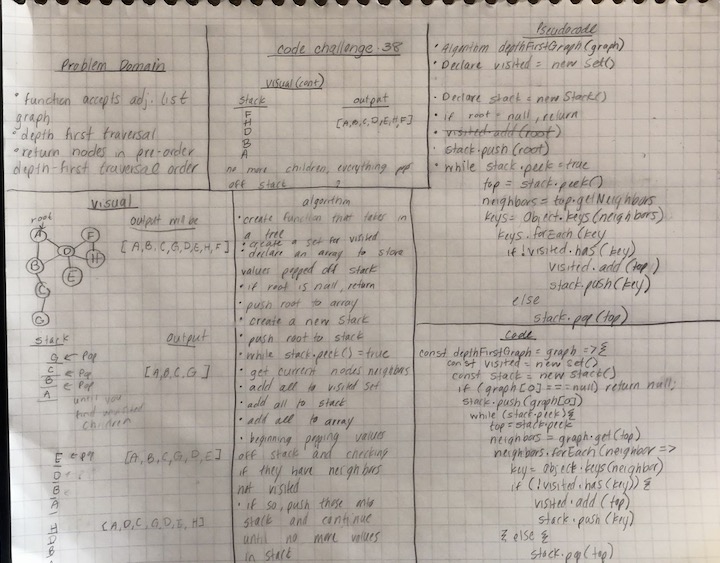 Problem Domain
• function accepts adj. list
graph
• depth first traversal
• return nodes in pre-order
depth-first traversal order
code challenge 38
visual (cont)
stack output
F
H [A,B,C,D,E,H,F]
D
B
A
no more children, everything pop
off stack
Pseudocode
• Algorithm depthFirstGraph(graph)
• Declare visited = new Set()
• Declare stack = new Stack()
• if root = null, return
• visited.add(root)
• stack.push(root)
• while stack.peek = true
top = stack.peek()
neighbors = top.getNeighbors
keys = Object.keys(neighbors)
keys.forEach(key
if !visited.has(key)
visited.add(top)
stack.push(key)
else
stack.pop(top)
visual
root
output will be
A
F
[A,B,C,G,D,E,H,F]
D
H
B
E
C
G
stack output
G ← Pop
C ← Pop [A,B,C,G]
B ← Pop
A
until you
find unvisited
children
E ← [A,B,C,G,D,E]
D
B
A
H [A,D,C,G,D,E,H]
D
B
algorithm
• create function that takes in
a tree
• create a set for visited
• declare an array to store
values popped off stack
• if root is null, return
• push root to array
• create a new Stack
• push root to stack
• while stack.peek() = true
• get current nodes neighbors
• add all to visited set
• add all to stack
• add all to array
• beginning popping values
off stack and checking
if they have neighbors
not visited
• if so, push those into
stack and continue
until no more values
in stack
Code
const depthFirstGraph = graph => {
const visited = new Set()
const stack = new Stack()
if (graph[0] === null) return null;
stack.push(graph[0])
while (stack.peek) {
top = stack.peek
neighbors = graph.get(top)
neighbors.forEach(neighbor =>
key = Object.keys(neighbor)
if (!visited.has(key)) {
visited.add(top)
stack.push(key)
} else {
stack.pop(top)